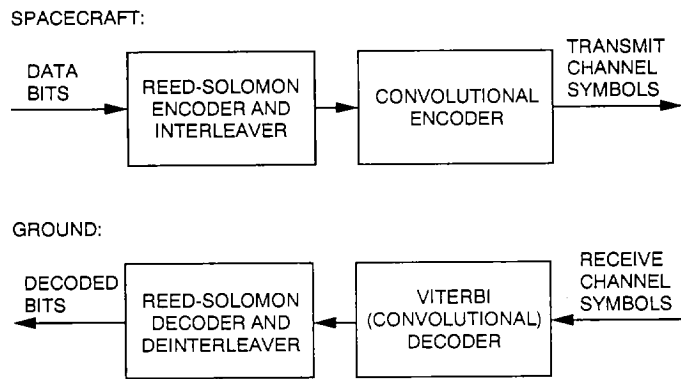 SPACECRAFT:
DATA
BITS
REED-SOLOMON
ENCODER AND
INTERLEAVER
CONVOLUTIONAL
ENCODER
TRANSMIT
CHANNEL
SYMBOLS
GROUND:
DECODED
BITS
REED-SOLOMON
DECODER AND
DEINTERLEAVER
VITERBI
(CONVOLUTIONAL)
DECODER
RECEIVE
CHANNEL
SYMBOLS